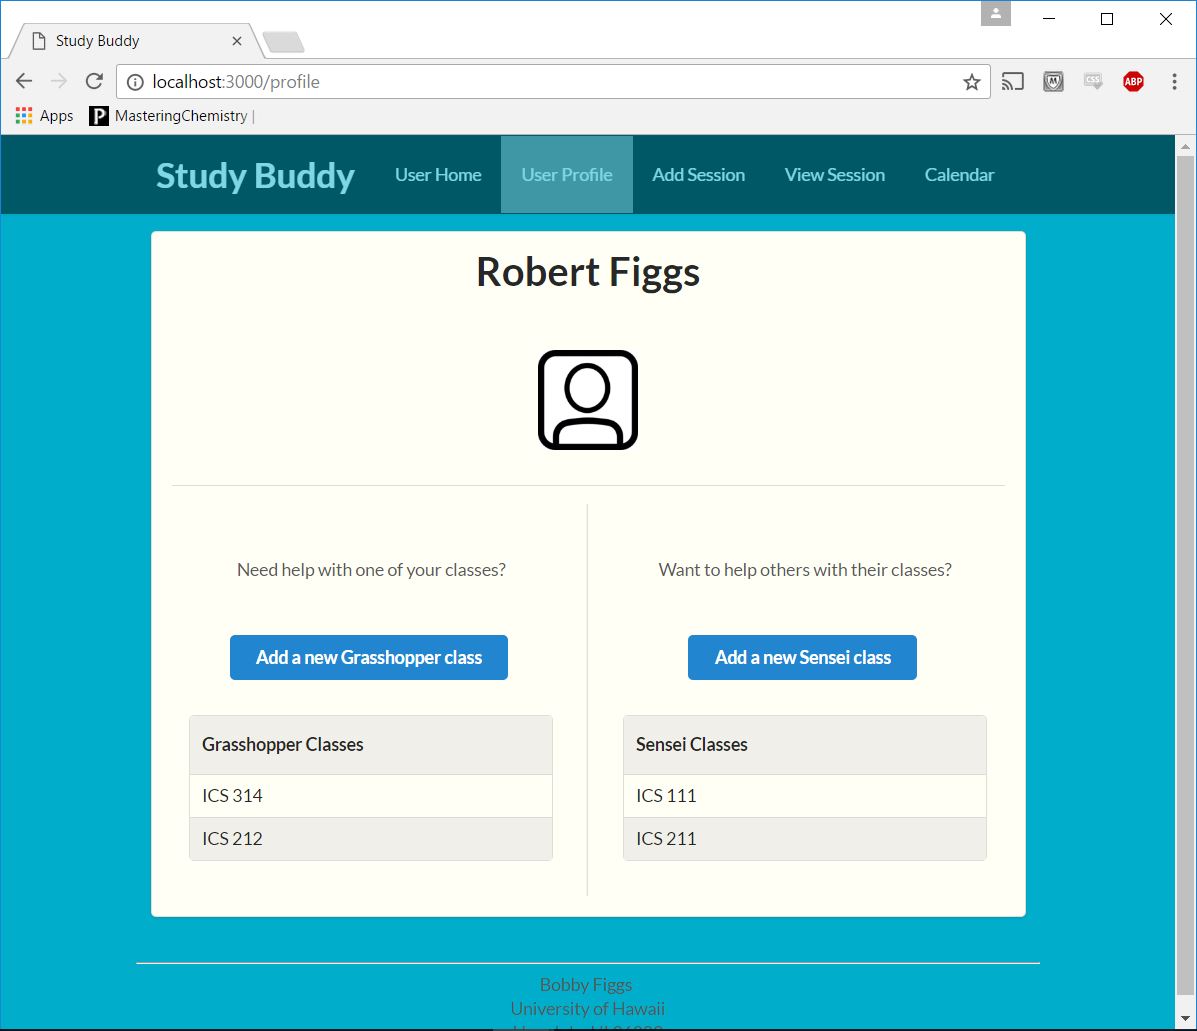 Study Buddy
localhost:3000/profile
ABP
Apps
P MasteringChemistry |
Study Buddy User Home User Profile Add Session View Session Calendar
Robert Figgs
Need help with one of your classes?
Want to help others with their classes?
Add a new Grasshopper class
Add a new Sensei class
Grasshopper Classes
ICS 314
ICS 212
Sensei Classes
ICS 111
ICS 211
Bobby Figgs
University of Hawaii